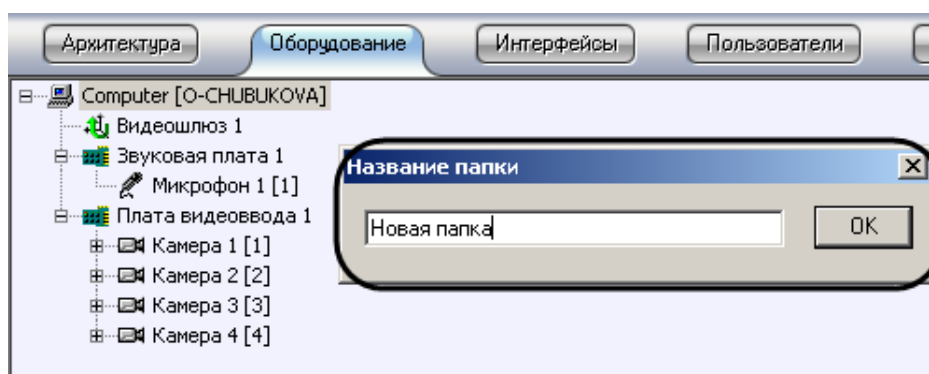 Архитектура Оборудование Интерфейсы Пользователи
Computer [O-CHUBUKOVA]
Видеошлюз 1
Звуковая плата 1
Микрофон 1 [1]
Плата видеоввода 1
Камера 1 [1]
Камера 2 [2]
Камера 3 [3]
Камера 4 [4]
Название папки
Новая папка OK